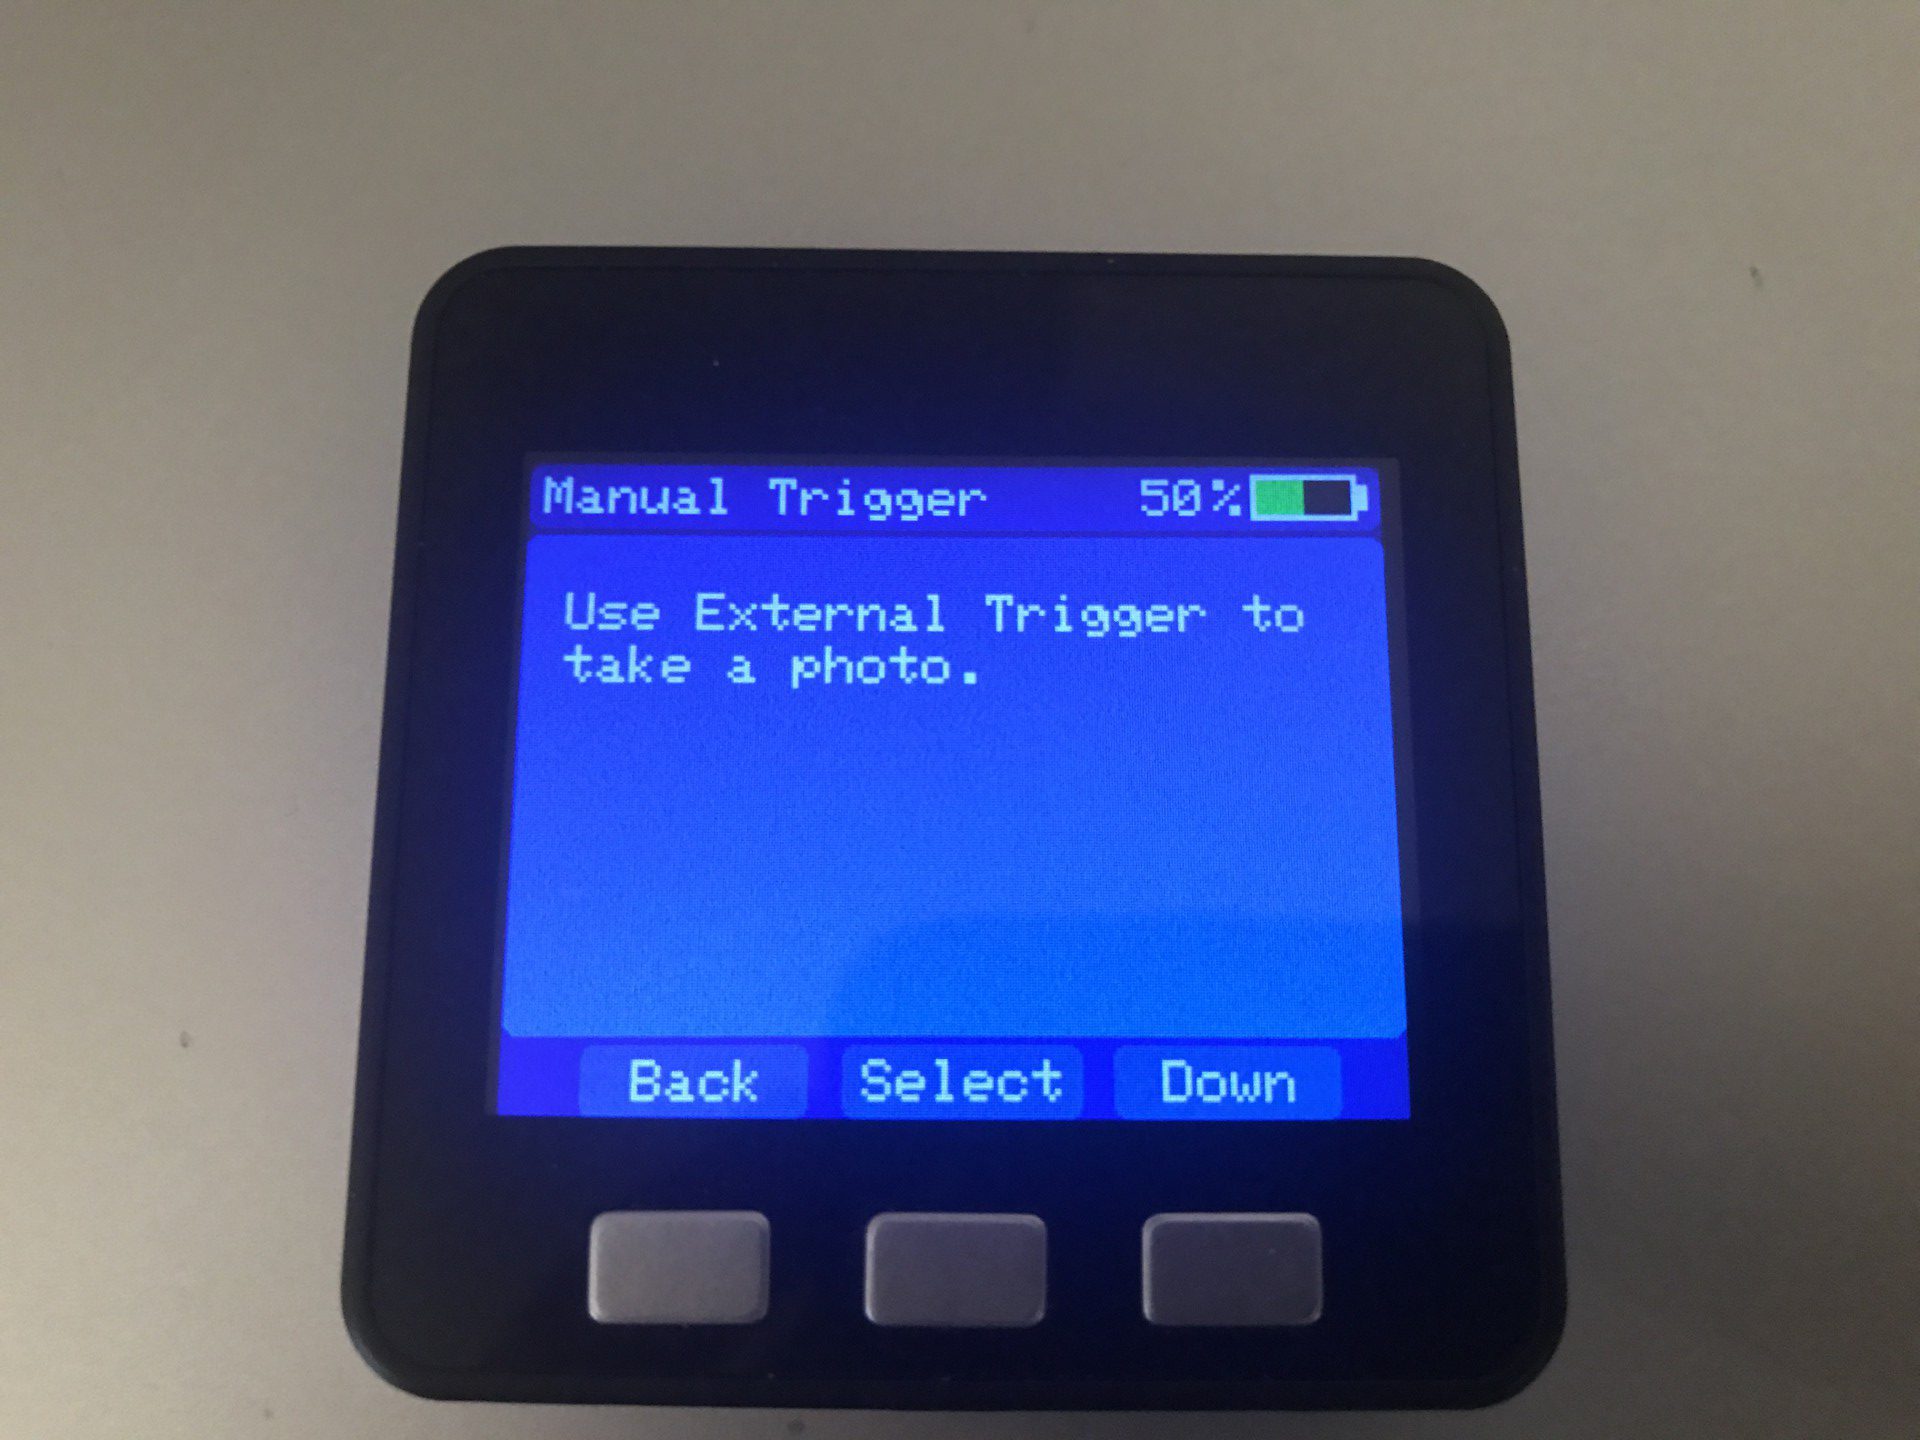 Manual Trigger 50%
Use External Trigger to
take a photo.
Back Select Down